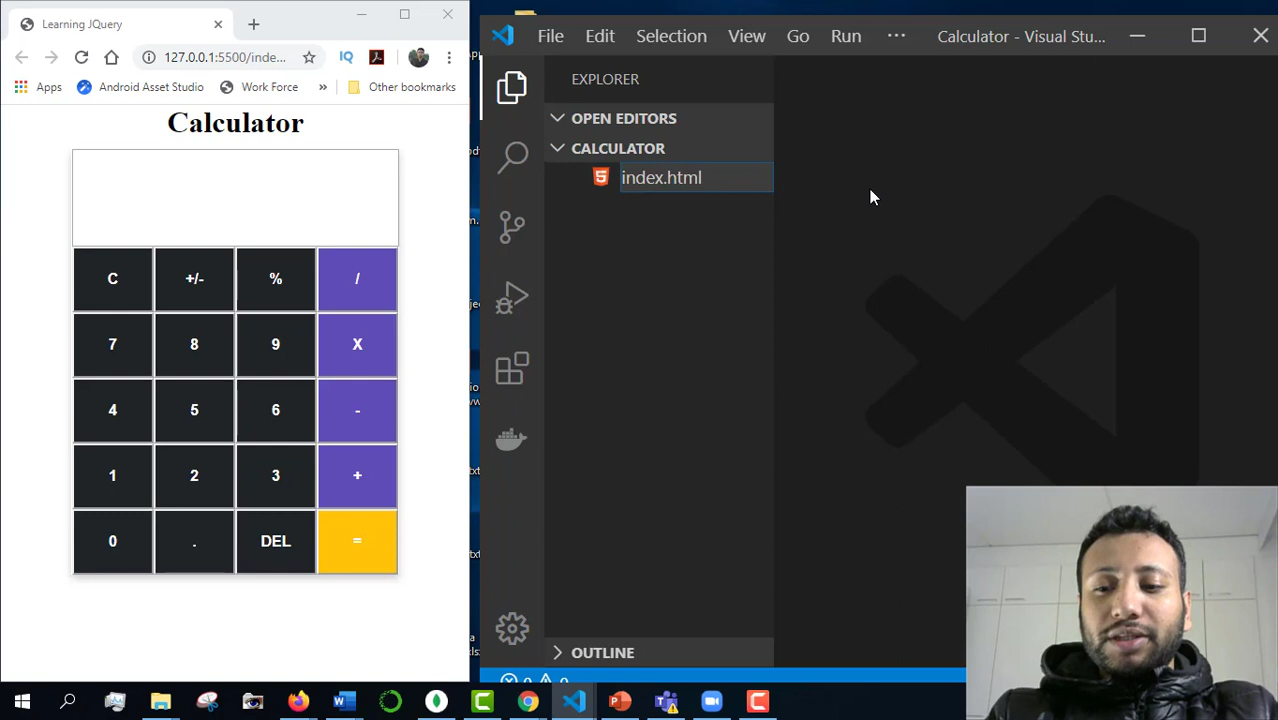 Learning JQuery
127.0.0.1:5500/inde...
Apps
Android Asset Studio
Work Force
»
Other bookmarks
Calculator
C
+/-
%
/
7
8
9
X
4
5
6
-
1
2
3
+
0
.
DEL
=
File
Edit
Selection
View
Go
Run
Calculator - Visual Stu...
EXPLORER
OPEN EDITORS
CALCULATOR
index.html
OUTLINE